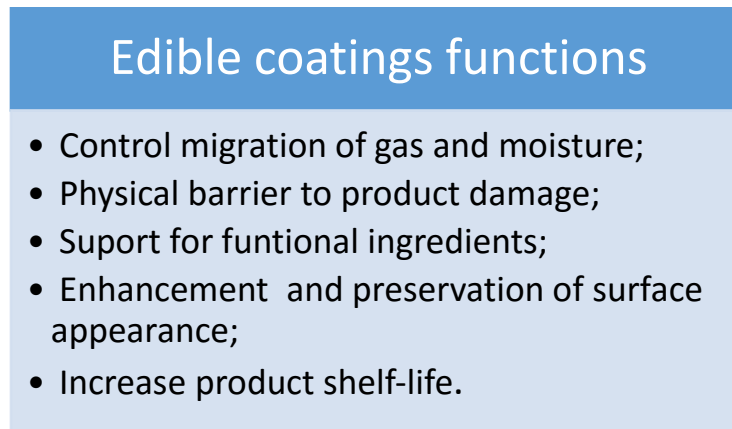 Edible coatings functions
• Control migration of gas and moisture;
• Physical barrier to product damage;
• Suport for funtional ingredients;
• Enhancement  and preservation of surface
appearance;
• Increase product shelf-life.